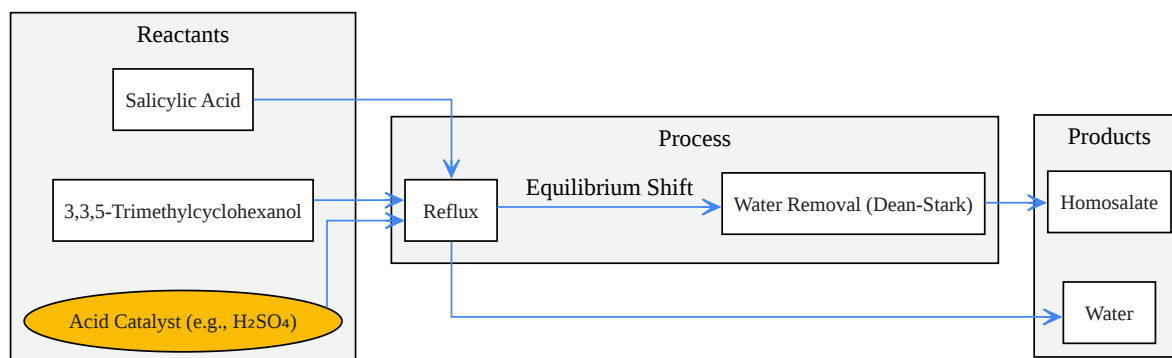 Reactants
Salicylic Acid
3,3,5-Trimethylcyclohexanol
Acid Catalyst (e.g., H₂SO₄)
Process
Reflux
Equilibrium Shift
Water Removal (Dean-Stark)
Products
Homosalate
Water